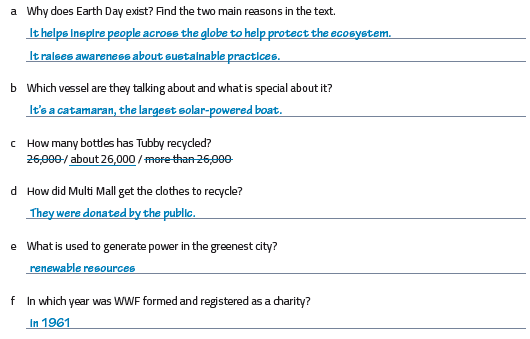 a Why does Earth Day exist? Find the two main reasons in the text.
It helps inspire people across the globe to help protect the ecosystem.
It raises awareness about sustainable practices.
b Which vessel are they talking about and what is special about it?
It's a catamaran, the largest solar-powered boat.
c How many bottles has Tubby recycled?
26,000 / about 26,000 / more than 26,000
d How did Multi Mall get the clothes to recycle?
They were donated by the public.
e What is used to generate power in the greenest city?
renewable resources
f In which year was WWF formed and registered as a charity?
in 1961